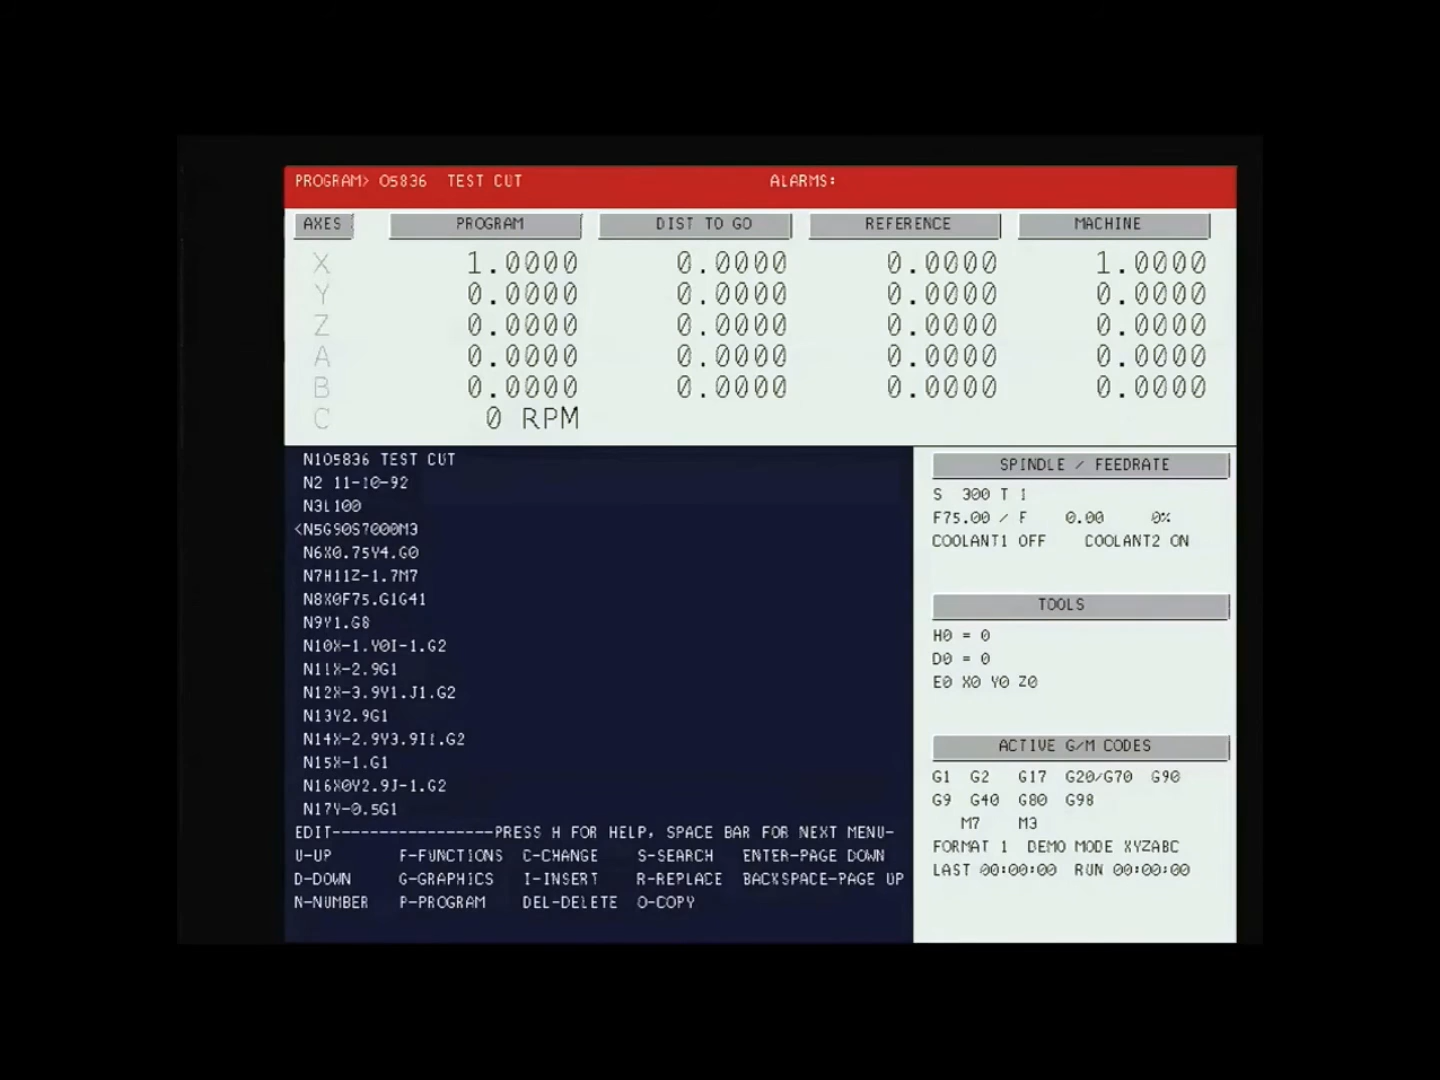 PROGRAM> O5836 TEST CUT ALARMS:
AXES PROGRAM DIST TO GO REFERENCE MACHINE
X 1.0000 0.0000 0.0000 1.0000
Y 0.0000 0.0000 0.0000 0.0000
Z 0.0000 0.0000 0.0000 0.0000
A 0.0000 0.0000 0.0000 0.0000
B 0.0000 0.0000 0.0000 0.0000
C 0 RPM
N1O5836 TEST CUT
N2 11-10-92
N3L100
<N5G90S7000M3
N6X0.75Y4.G0
N7H11Z-1.7M7
N8X0F75.G1G41
N9Y1.G8
N10X-1.Y0I-1.G2
N11X-2.9G1
N12X-3.9Y1.J1.G2
N13Y2.9G1
N14X-2.9Y3.9I1.G2
N15X-1.G1
N16X0Y2.9J-1.G2
N17Y-0.5G1
EDIT-----------------PRESS H FOR HELP, SPACE BAR FOR NEXT MENU-
U-UP F-FUNCTIONS C-CHANGE S-SEARCH ENTER-PAGE DOWN
D-DOWN G-GRAPHICS I-INSERT R-REPLACE BACKSPACE-PAGE UP
N-NUMBER P-PROGRAM DEL-DELETE O-COPY
SPINDLE / FEEDRATE
S 300 T 1
F75.00 / F 0.00 0%
COOLANT1 OFF COOLANT2 ON
TOOLS
H0 = 0
D0 = 0
E0 X0 Y0 Z0
ACTIVE G/M CODES
G1 G2 G17 G20/G70 G90
G9 G40 G80 G98
M7 M3
FORMAT 1 DEMO MODE XYZABC
LAST 00:00:00 RUN 00:00:00